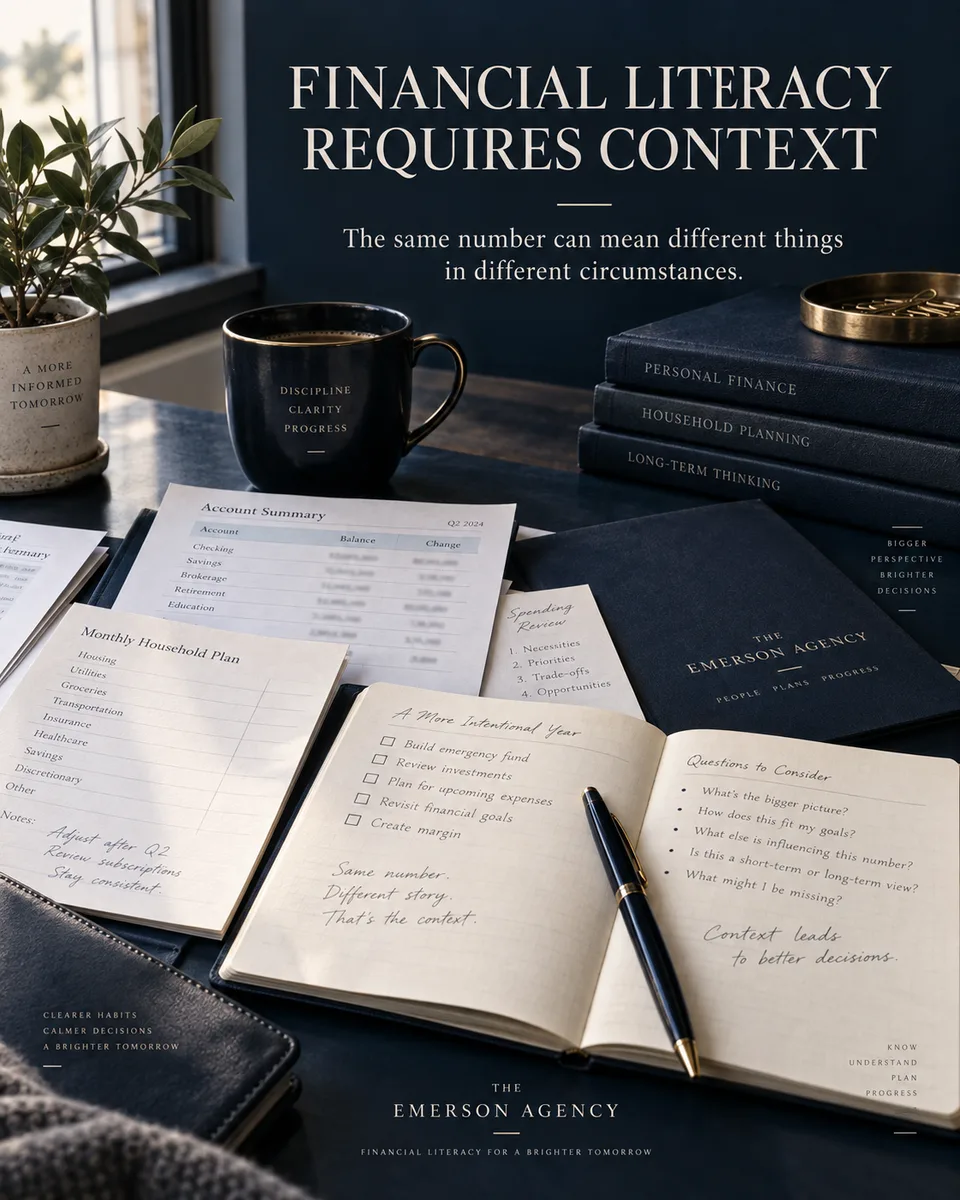 FINANCIAL LITERACY
REQUIRES CONTEXT
The same number can mean different things
in different circumstances.
A MORE
INFORMED
TOMORROW
DISCIPLINE
CLARITY
PROGRESS
PERSONAL FINANCE
HOUSEHOLD PLANNING
LONG-TERM THINKING
BIGGER
PERSPECTIVE
BRIGHTER
DECISIONS
Account Summary
Q2 2024
Account Balance Change
Checking
Savings
Brokerage
Retirement
Education
Spending
Review
1. Necessities
2. Priorities
3. Trade-offs
4. Opportunities
THE
EMERSON AGENCY
PEOPLE PLANS PROGRESS
Monthly Household Plan
Housing
Utilities
Groceries
Transportation
Insurance
Healthcare
Savings
Discretionary
Other
Notes:
Adjust after Q2
Review subscriptions
Stay consistent.
A More Intentional Year
Build emergency fund
Review investments
Plan for upcoming expenses
Revisit financial goals
Create margin
Same number.
Different story.
That's the context.
Questions to Consider
• What's the bigger picture?
• How does this fit my goals?
• What else is influencing this number?
• Is this a short-term or long-term view?
• What might I be missing?
Context leads
to better decisions.
CLEARER HABITS
CALMER DECISIONS
A BRIGHTER TOMORROW
KNOW
UNDERSTAND
PLAN
PROGRESS
THE
EMERSON AGENCY
FINANCIAL LITERACY FOR A BRIGHTER TOMORROW